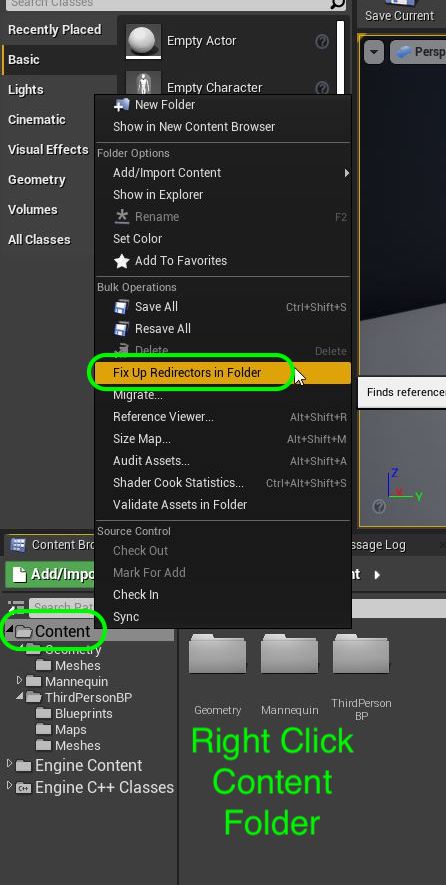 Search Classes
Save Current
Recently Placed
Basic
Lights
Cinematic
Visual Effects
Geometry
Volumes
All Classes
Empty Actor
Empty Character
Persp
New Folder
Show in New Content Browser
Folder Options
Add/Import Content
Show in Explorer
Rename F2
Set Color
Add To Favorites
Bulk Operations
Save All Ctrl+Shift+S
Resave All
Delete Delete
Fix Up Redirectors in Folder
Migrate...
Reference Viewer... Alt+Shift+R
Size Map... Alt+Shift+M
Audit Assets... Alt+Shift+A
Shader Cook Statistics... Ctrl+Alt+Shift+S
Validate Assets in Folder
Source Control
Check Out
Mark For Add
Check In
Sync
Finds reference
Z
X
Y
Content Bro
ssage Log
Add/Impo
nt
Search Pat
Content
Geometry
Meshes
Mannequin
ThirdPersonBP
Blueprints
Maps
Meshes
Engine Content
Engine C++ Classes
Geometry
Mannequin
ThirdPerson
BP
Right Click
Content
Folder